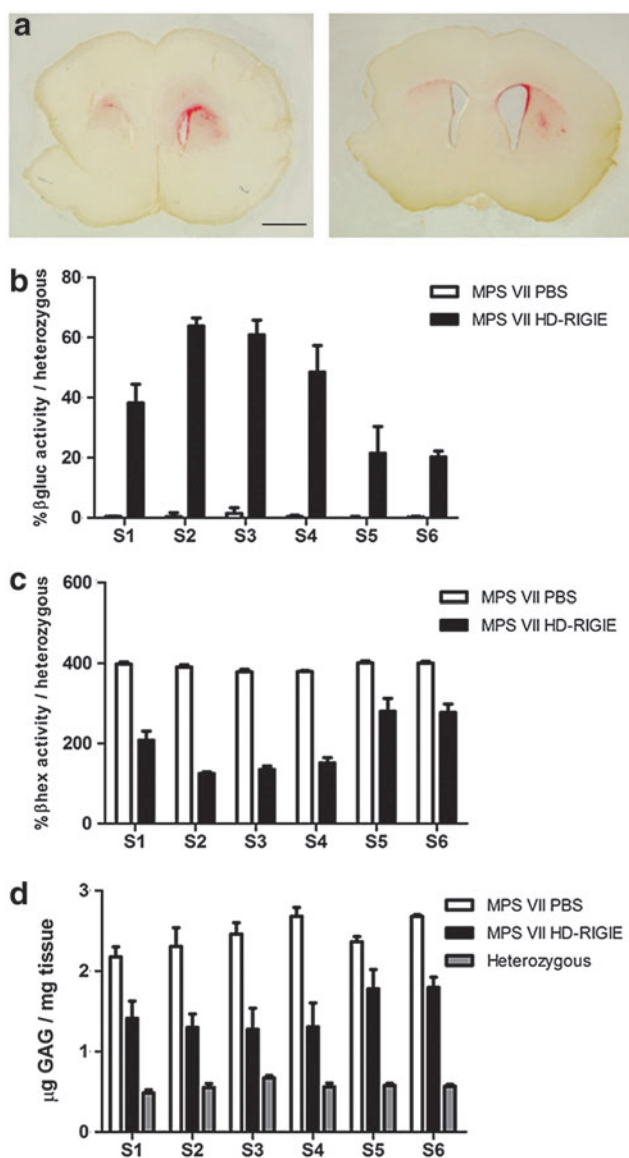 a
b
80
60
40
20
0
%βgluc activity / heterozygous
MPS VII PBS
MPS VII HD-RIGIE
S1 S2 S3 S4 S5 S6
c
600
400
200
0
%βhex activity / heterozygous
MPS VII PBS
MPS VII HD-RIGIE
S1 S2 S3 S4 S5 S6
d
3
2
1
0
µg GAG / mg tissue
MPS VII PBS
MPS VII HD-RIGIE
Heterozygous
S1 S2 S3 S4 S5 S6